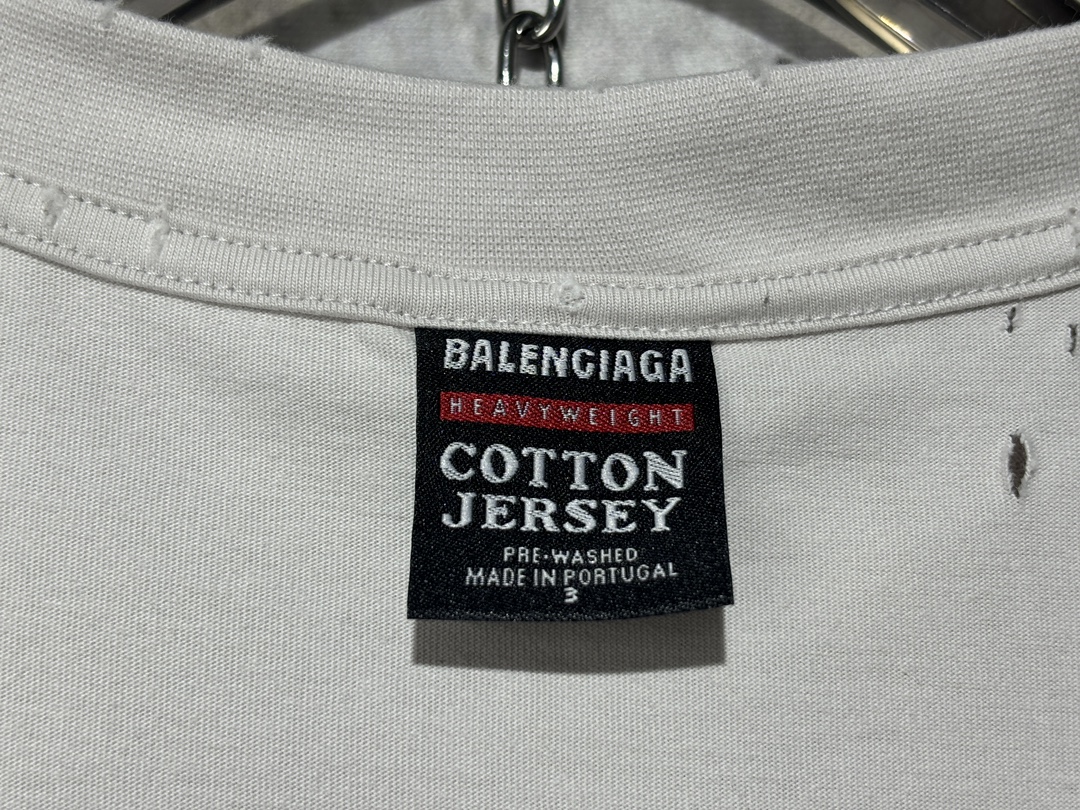 BALENCIAGA
HEAVYWEIGHT
COTTON
JERSEY
PRE-WASHED
MADE IN PORTUGAL
3